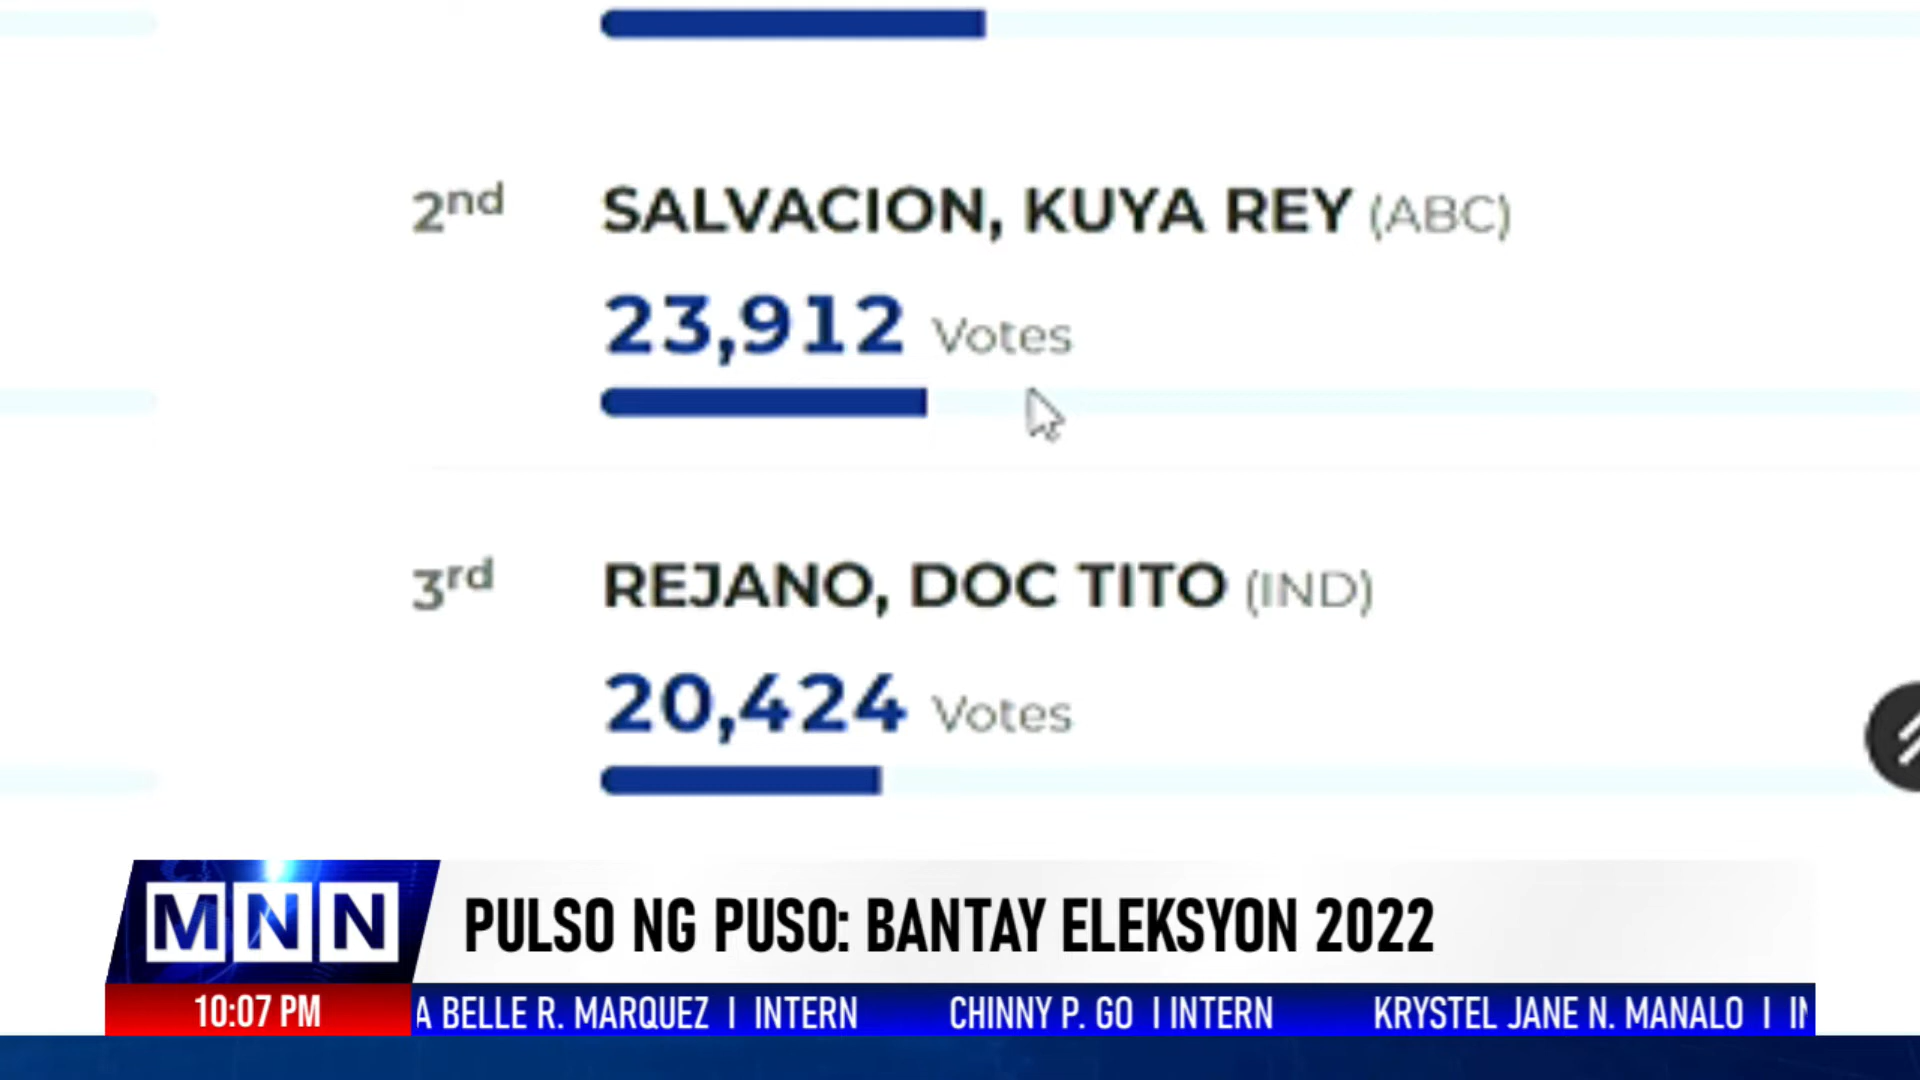 2nd SALVACION, KUYA REY (ABC)
23,912 Votes
3rd REJANO, DOC TITO (IND)
20,424 Votes
MNN PULSO NG PUSO: BANTAY ELEKSYON 2022
10:07 PM A BELLE R. MARQUEZ | INTERN CHINNY P. GO | INTERN KRYSTEL JANE N. MANALO |